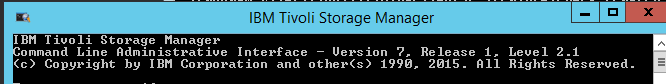 IBM Tivoli Storage Manager
IBM Tivoli Storage Manager
Command Line Administrative Interface - Version 7, Release 1, Level 2.1
(c) Copyright by IBM Corporation and other(s) 1990, 2015. All Rights Reserved.